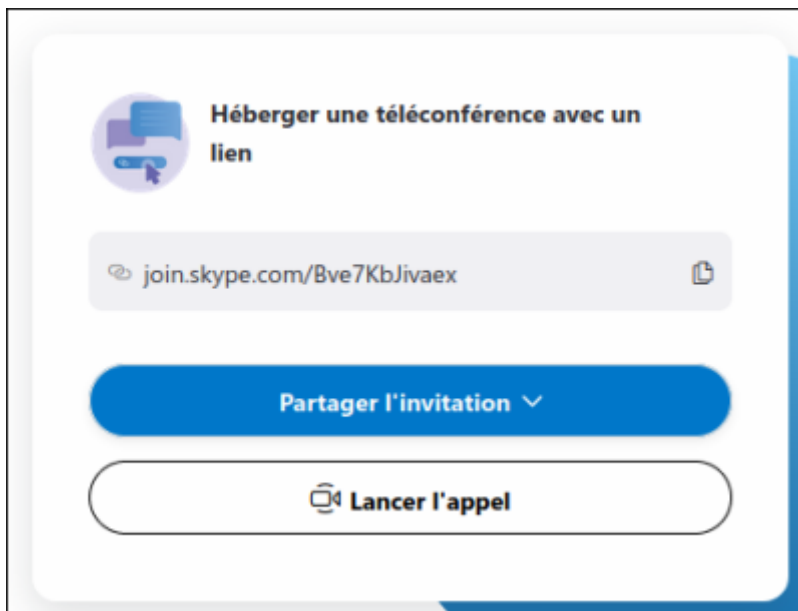 Héberger une téléconférence avec un
lien
join.skype.com/Bve7KbJivaex
Partager l'invitation
Lancer l'appel